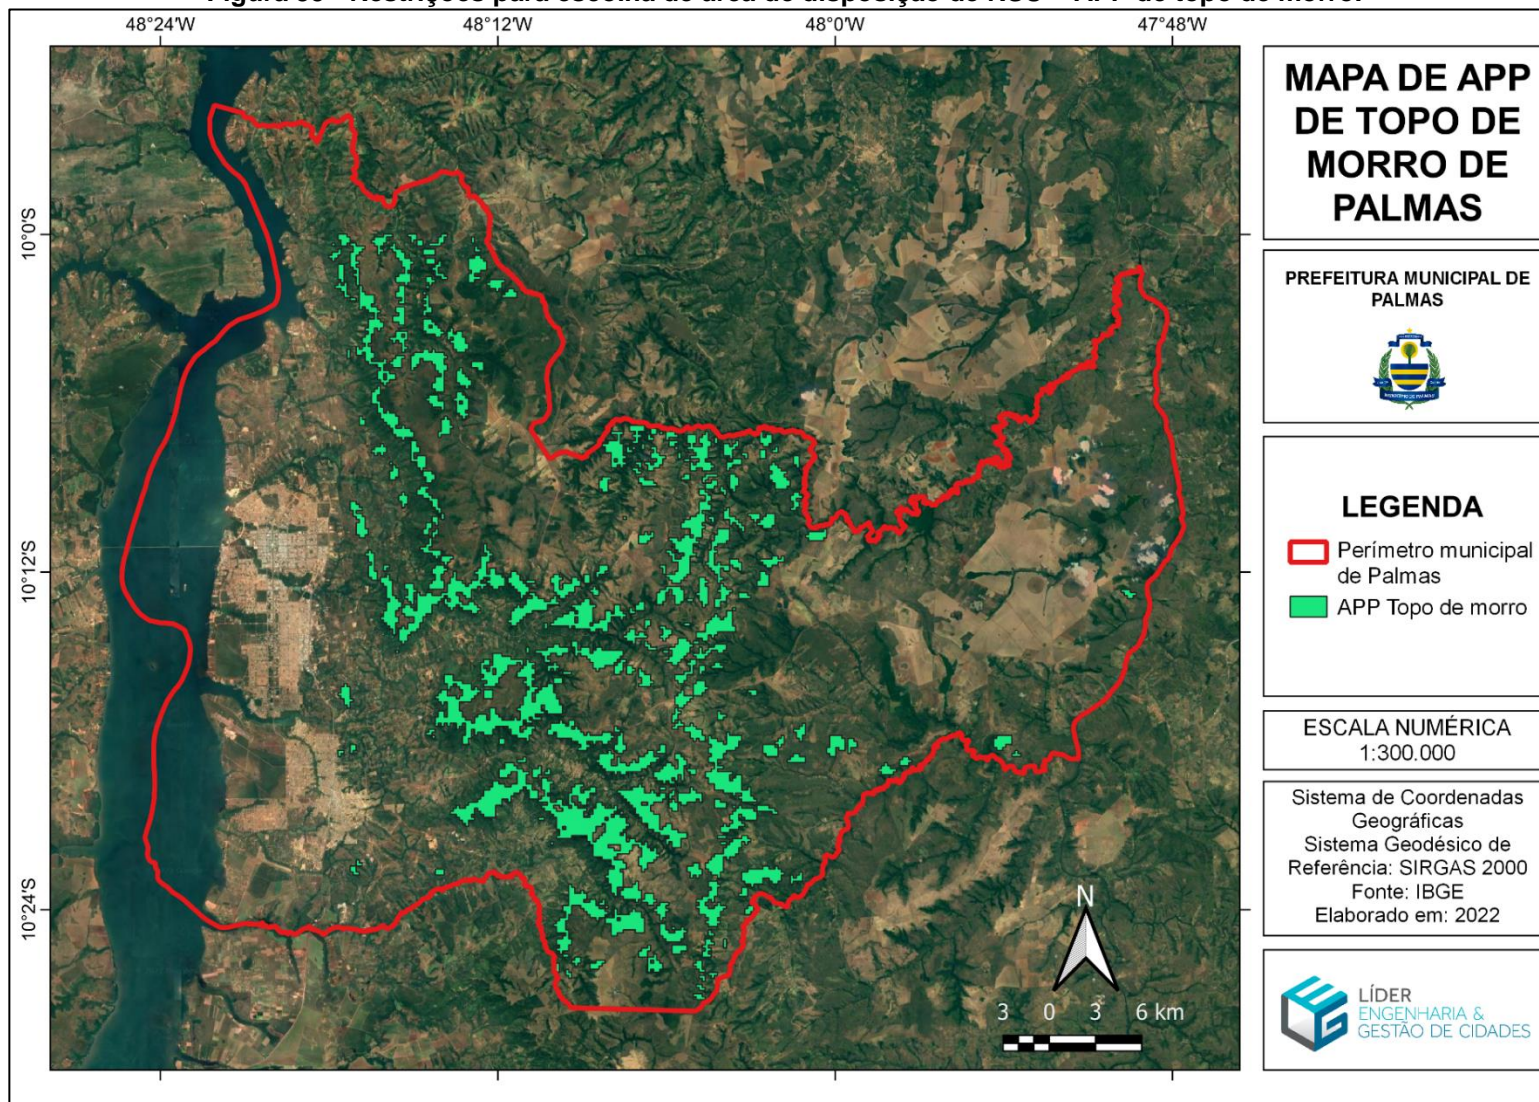 48°24'W 48°12'W 48°0'W 47°48'W
10°0'S
10°12'S
10°24'S
N
3 0 3 6 km
MAPA DE APP
DE TOPO DE
MORRO DE
PALMAS
PREFEITURA MUNICIPAL DE
PALMAS
LEGENDA
Perímetro municipal
de Palmas
APP Topo de morro
ESCALA NUMÉRICA
1:300.000
Sistema de Coordenadas
Geográficas
Sistema Geodésico de
Referência: SIRGAS 2000
Fonte: IBGE
Elaborado em: 2022
LÍDER
ENGENHARIA &
GESTÃO DE CIDADES